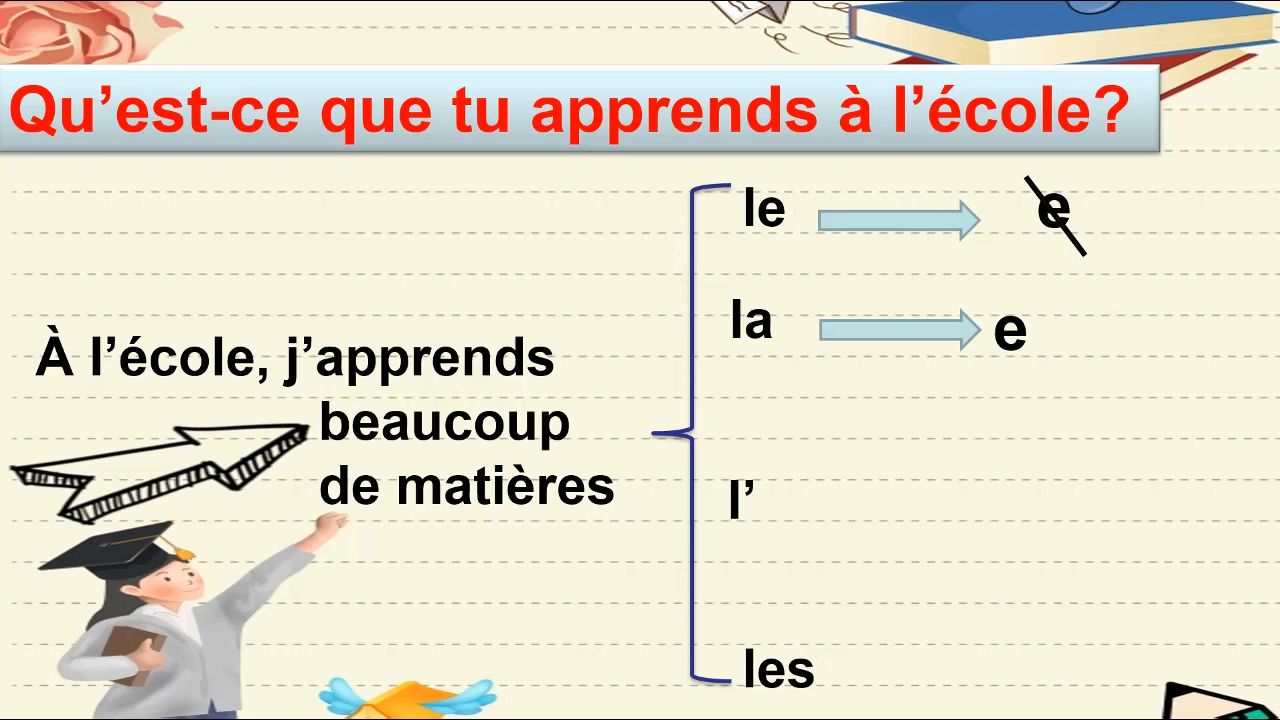 Qu’est-ce que tu apprends à l’école?
À l’école, j’apprends
beaucoup
de matières
le e
la e
l’
les